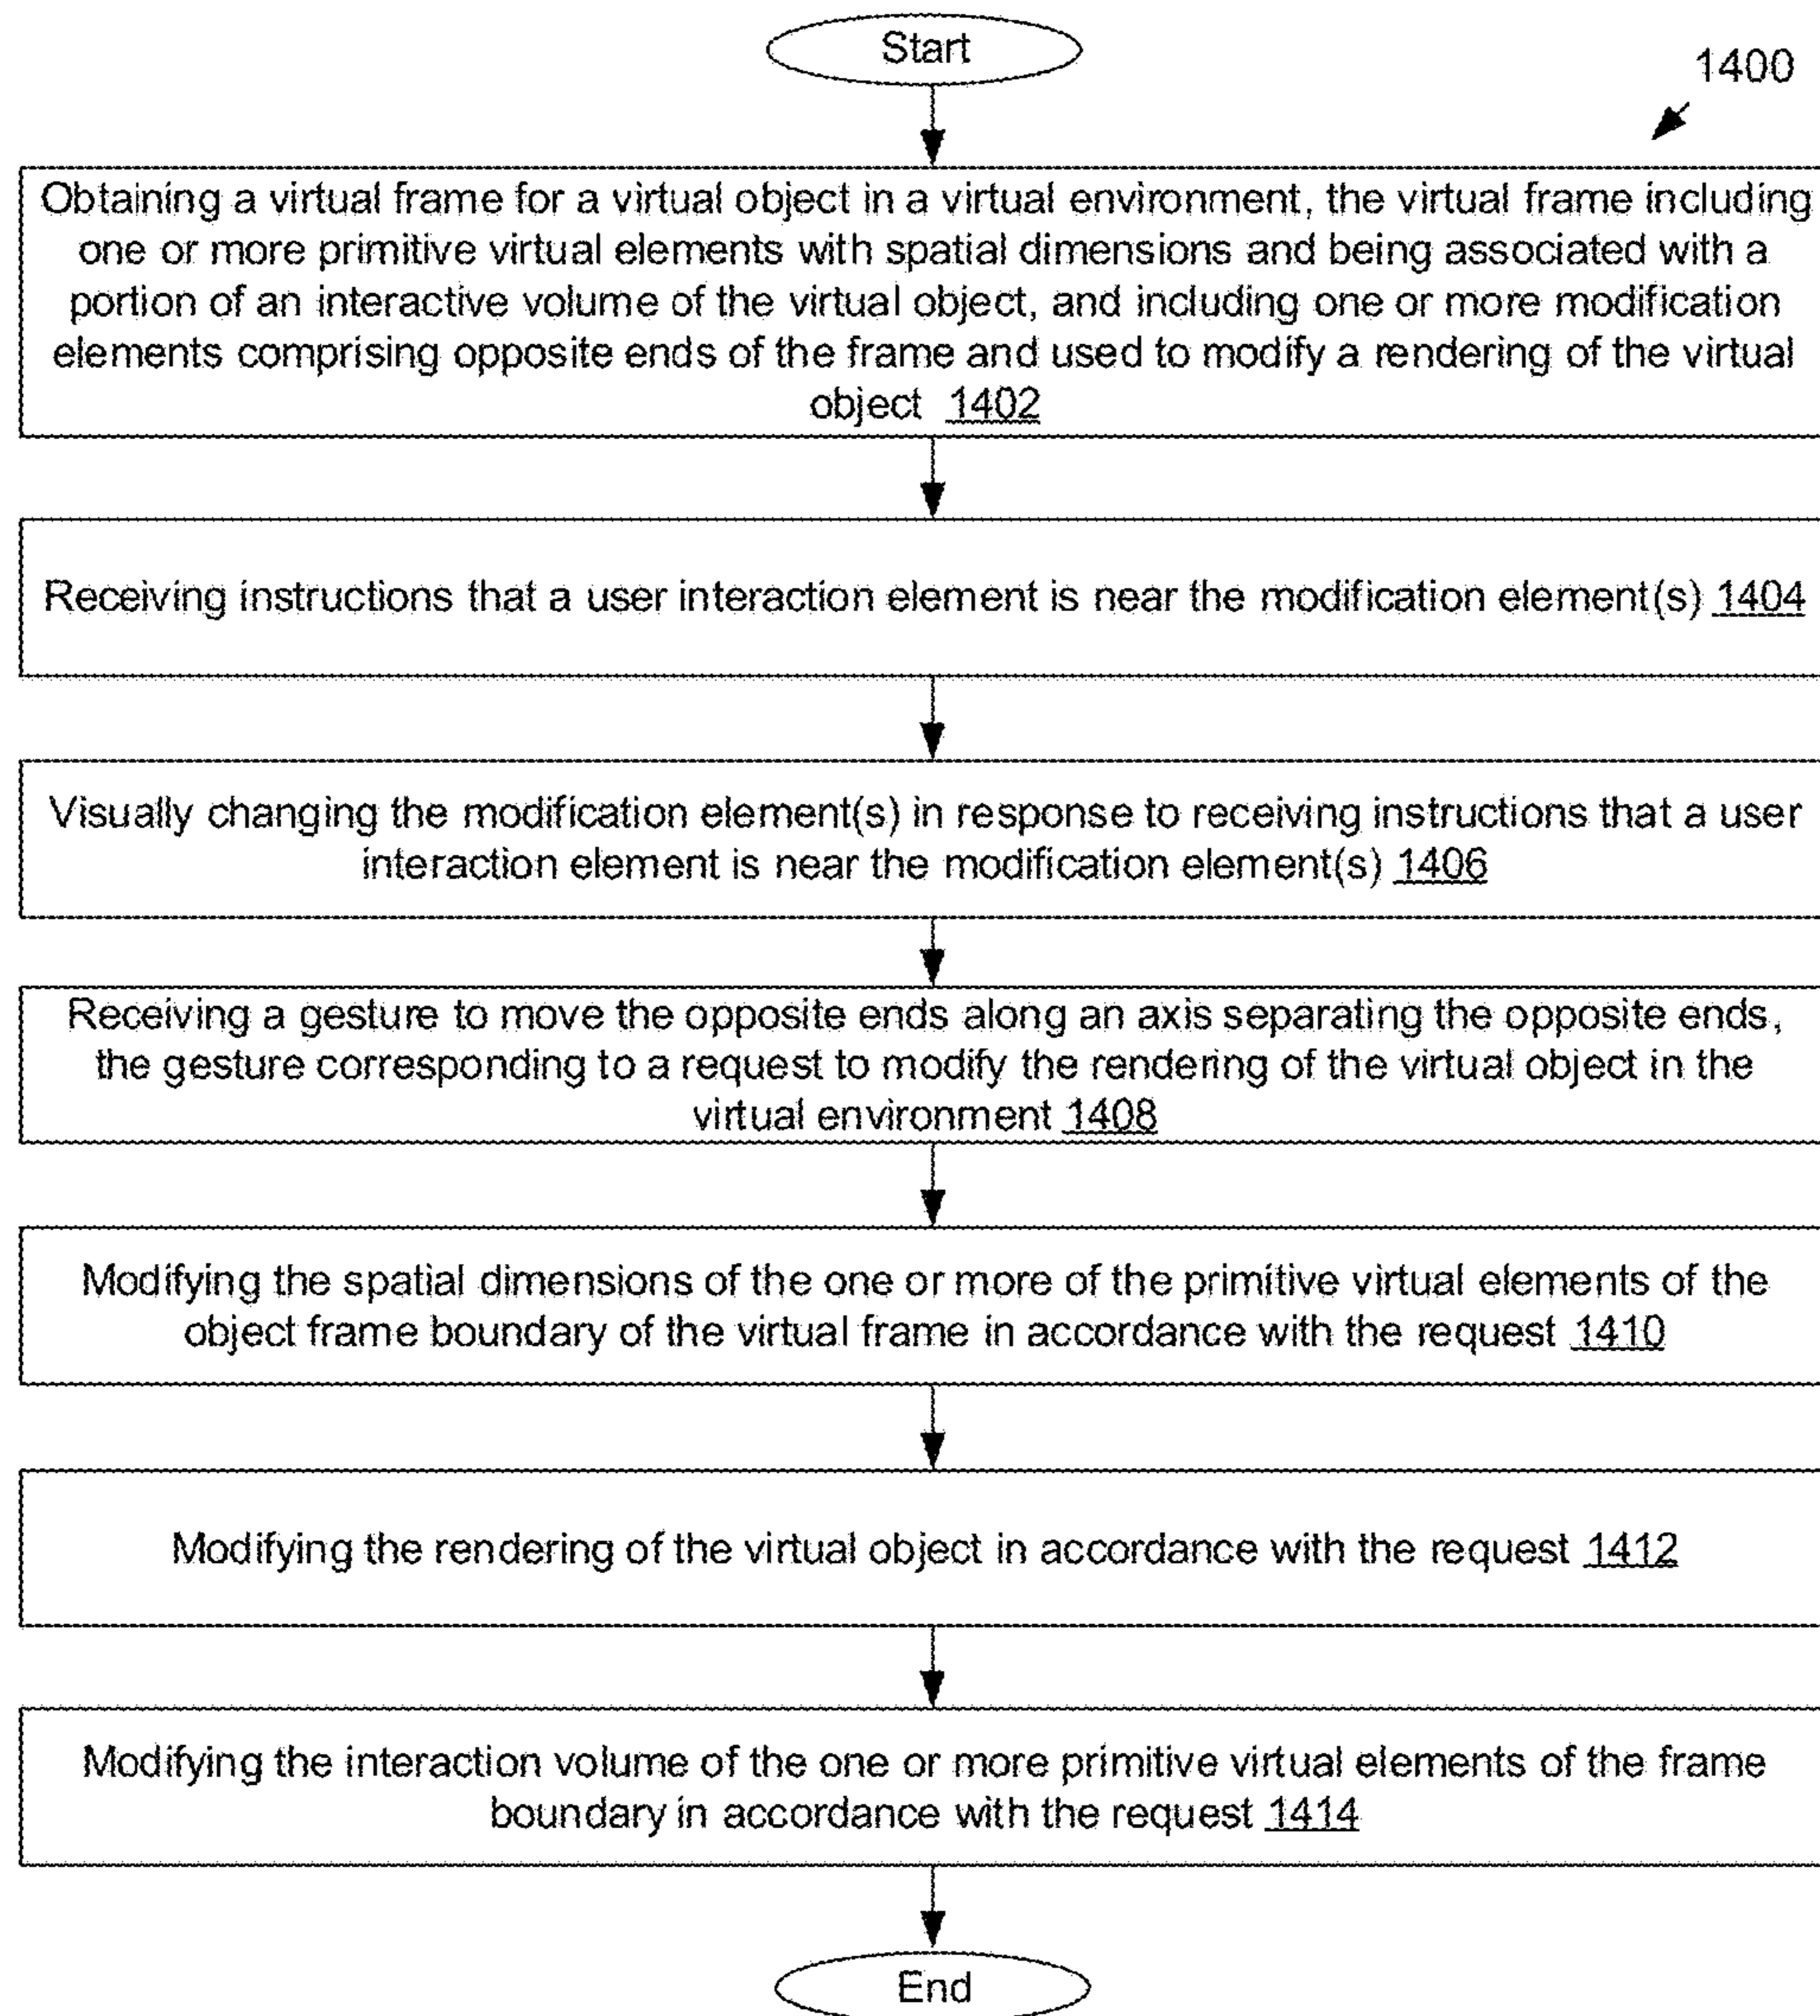 Start
1400
Obtaining a virtual frame for a virtual object in a virtual environment, the virtual frame including
one or more primitive virtual elements with spatial dimensions and being associated with a
portion of an interactive volume of the virtual object, and including one or more modification
elements comprising opposite ends of the frame and used to modify a rendering of the virtual
object 1402
Receiving instructions that a user interaction element is near the modification element(s) 1404
Visually changing the modification element(s) in response to receiving instructions that a user
interaction element is near the modification element(s) 1406
Receiving a gesture to move the opposite ends along an axis separating the opposite ends,
the gesture corresponding to a request to modify the rendering of the virtual object in the
virtual environment 1408
Modifying the spatial dimensions of the one or more of the primitive virtual elements of the
object frame boundary of the virtual frame in accordance with the request 1410
Modifying the rendering of the virtual object in accordance with the request 1412
Modifying the interaction volume of the one or more primitive virtual elements of the frame
boundary in accordance with the request 1414
End